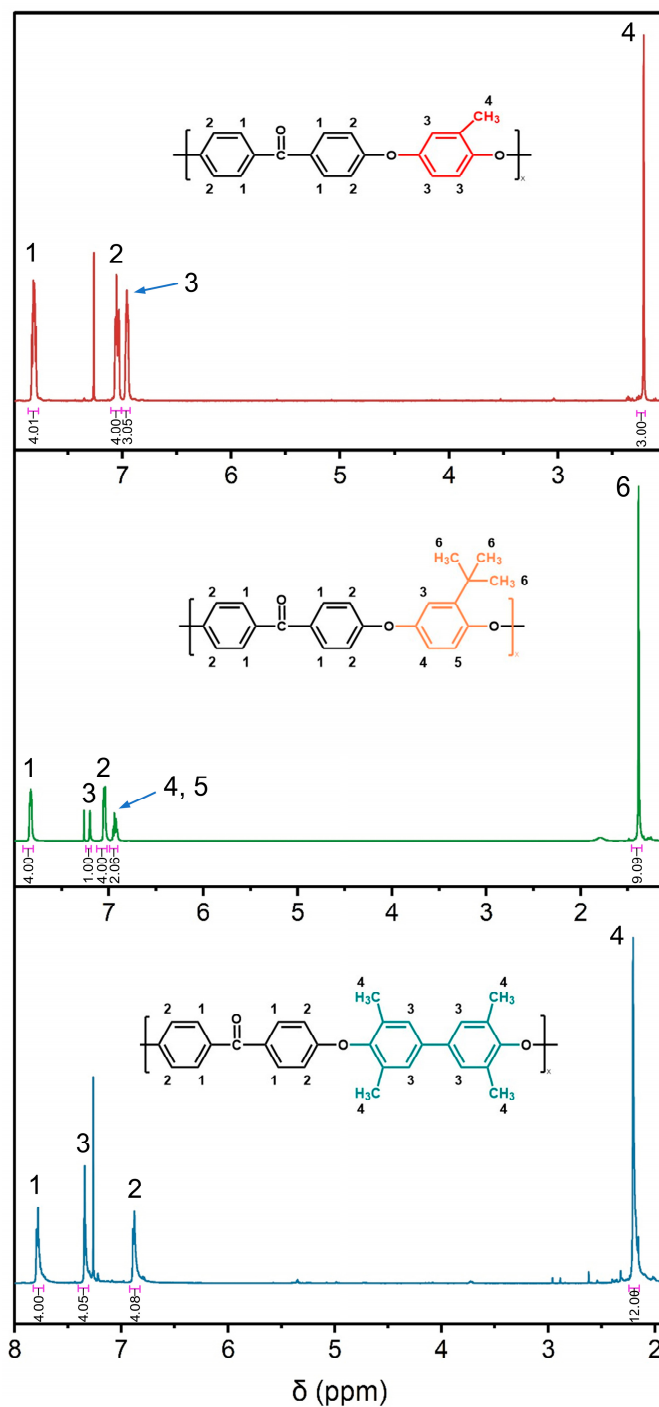 4
4
CH₃
2 1 O 1 2 3
C O O
x
2 1 1 2 3 3
1 2 3
4.01 4.00 3.05 3.00
7 6 5 4 3
6
6 6
H₃C CH₃
CH₃ 6
2 1 O 1 2 3
C O O
x
2 1 1 2 4 5
1 3 2 4, 5
4.00 1.00 4.00 2.06 9.09
7 6 5 4 3 2
4
4 4
H₃C CH₃
2 1 O 1 2 3 3
C O O
x
2 1 1 2 3 3
H₃C CH₃
4 4
1 3 2
4.00 4.05 4.08 12.06
8 7 6 5 4 3 2
δ (ppm)